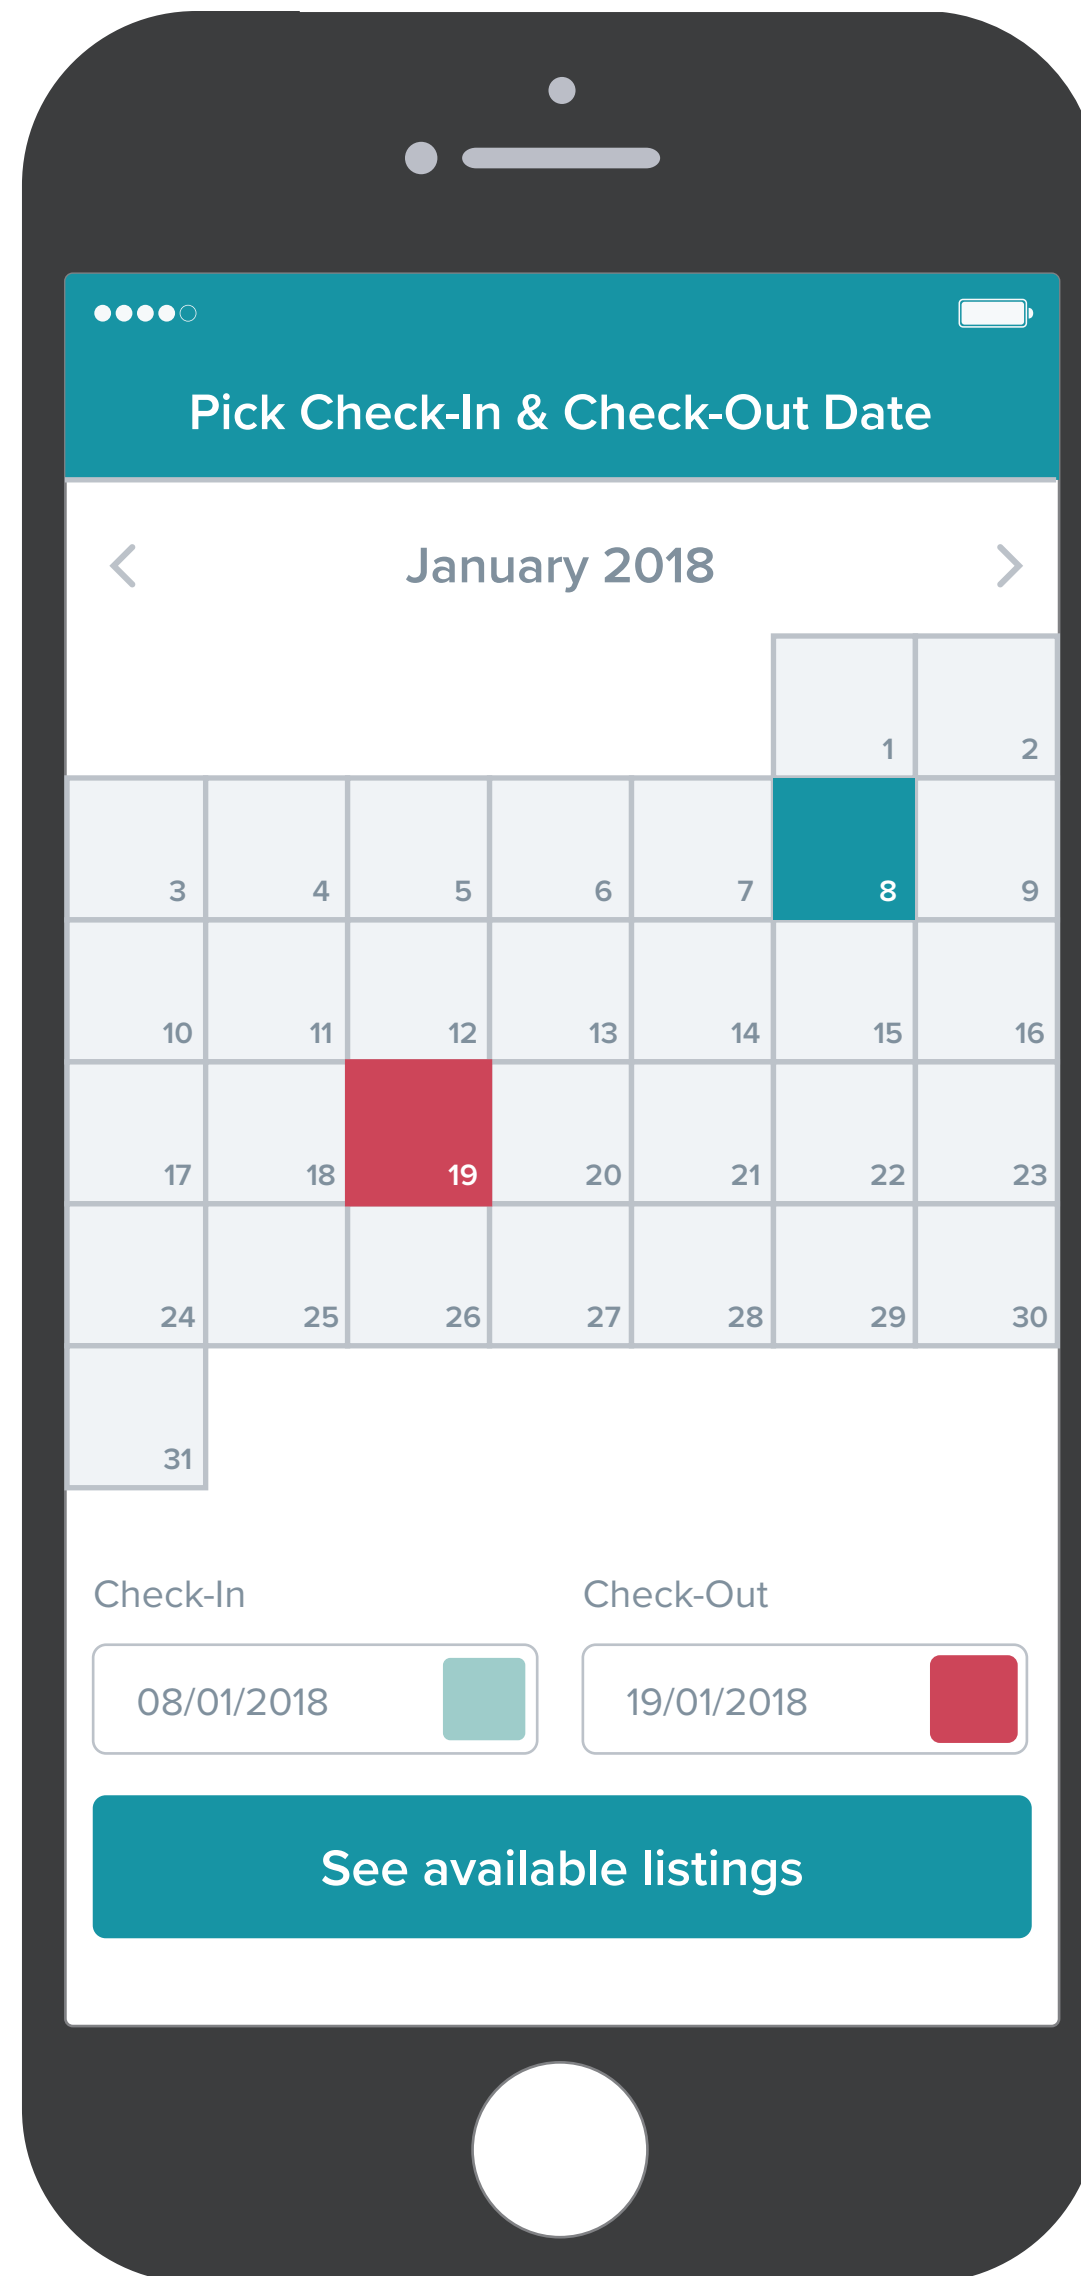 Pick Check-In & Check-Out Date
January 2018
1 2
3 4 5 6 7 8 9
10 11 12 13 14 15 16
17 18 19 20 21 22 23
24 25 26 27 28 29 30
31
Check-In Check-Out
08/01/2018 19/01/2018
See available listings